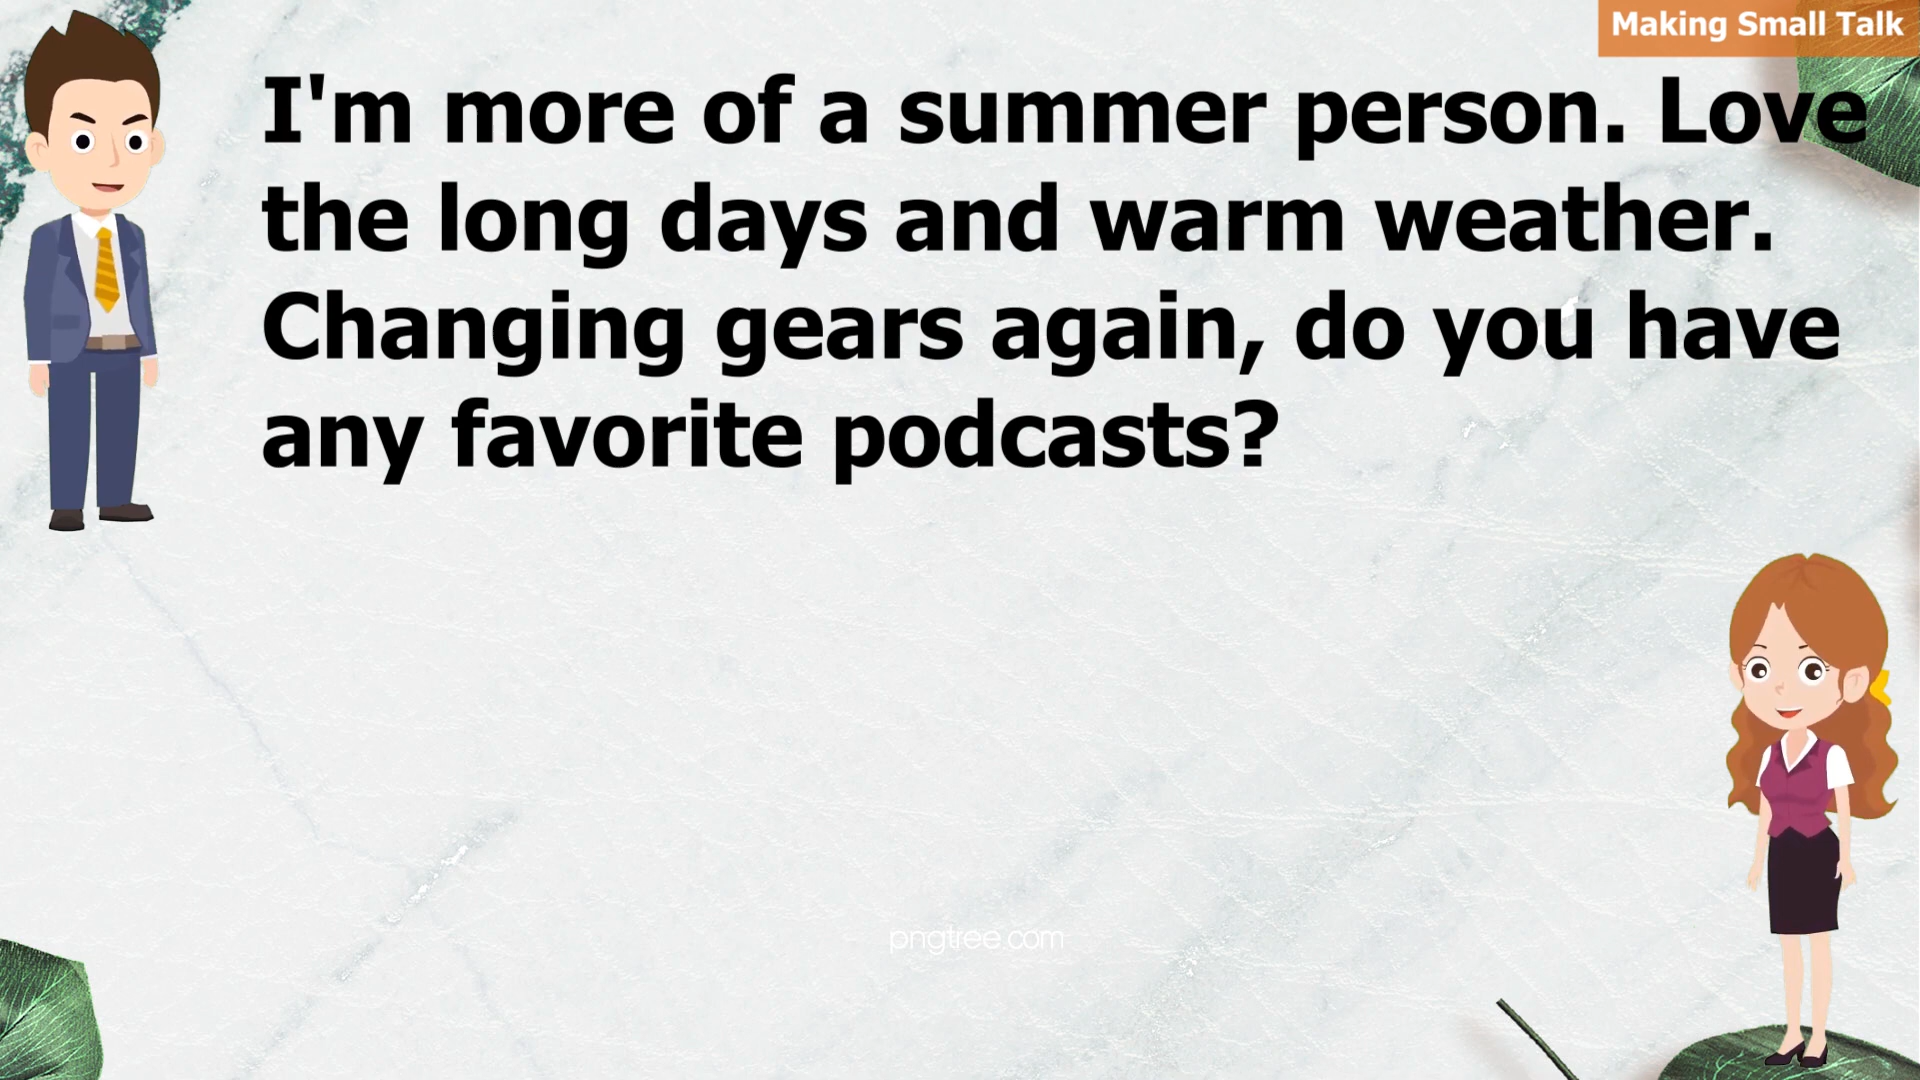 Making Small Talk
I'm more of a summer person. Love
the long days and warm weather.
Changing gears again, do you have
any favorite podcasts?
pngtree.com